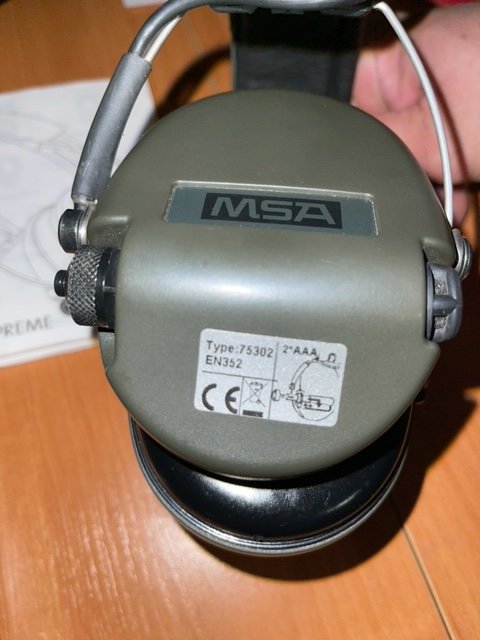 MSA
Type:75302
EN352
CE
2*AAA
PREME